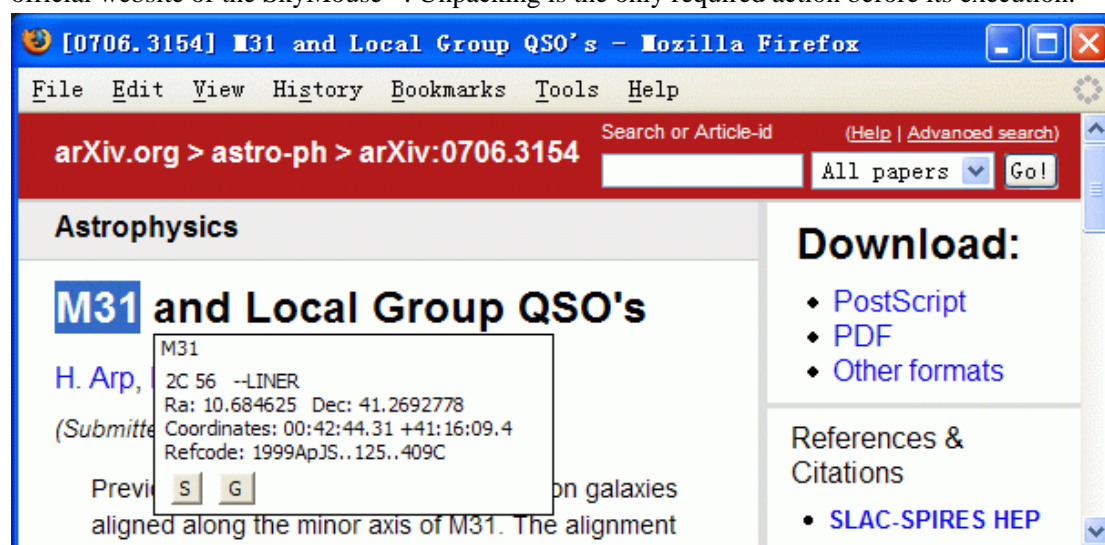 official website of the SkyMouse . Unpacking is the only required action before its execution.
[0706.3154] M31 and Local Group QSO's - Mozilla Firefox
File Edit View History Bookmarks Tools Help
arXiv.org > astro-ph > arXiv:0706.3154
Search or Article-id
(Help | Advanced search)
All papers
Go!
Astrophysics
M31 and Local Group QSO's
H. Arp,
(Submitte
M31
2C 56 --LINER
Ra: 10.684625 Dec: 41.2692778
Coordinates: 00:42:44.31 +41:16:09.4
Refcode: 1999ApJS..125..409C
S G
Previ
on galaxies
aligned along the minor axis of M31. The alignment
Download:
• PostScript
• PDF
• Other formats
References &
Citations
• SLAC-SPIRES HEP